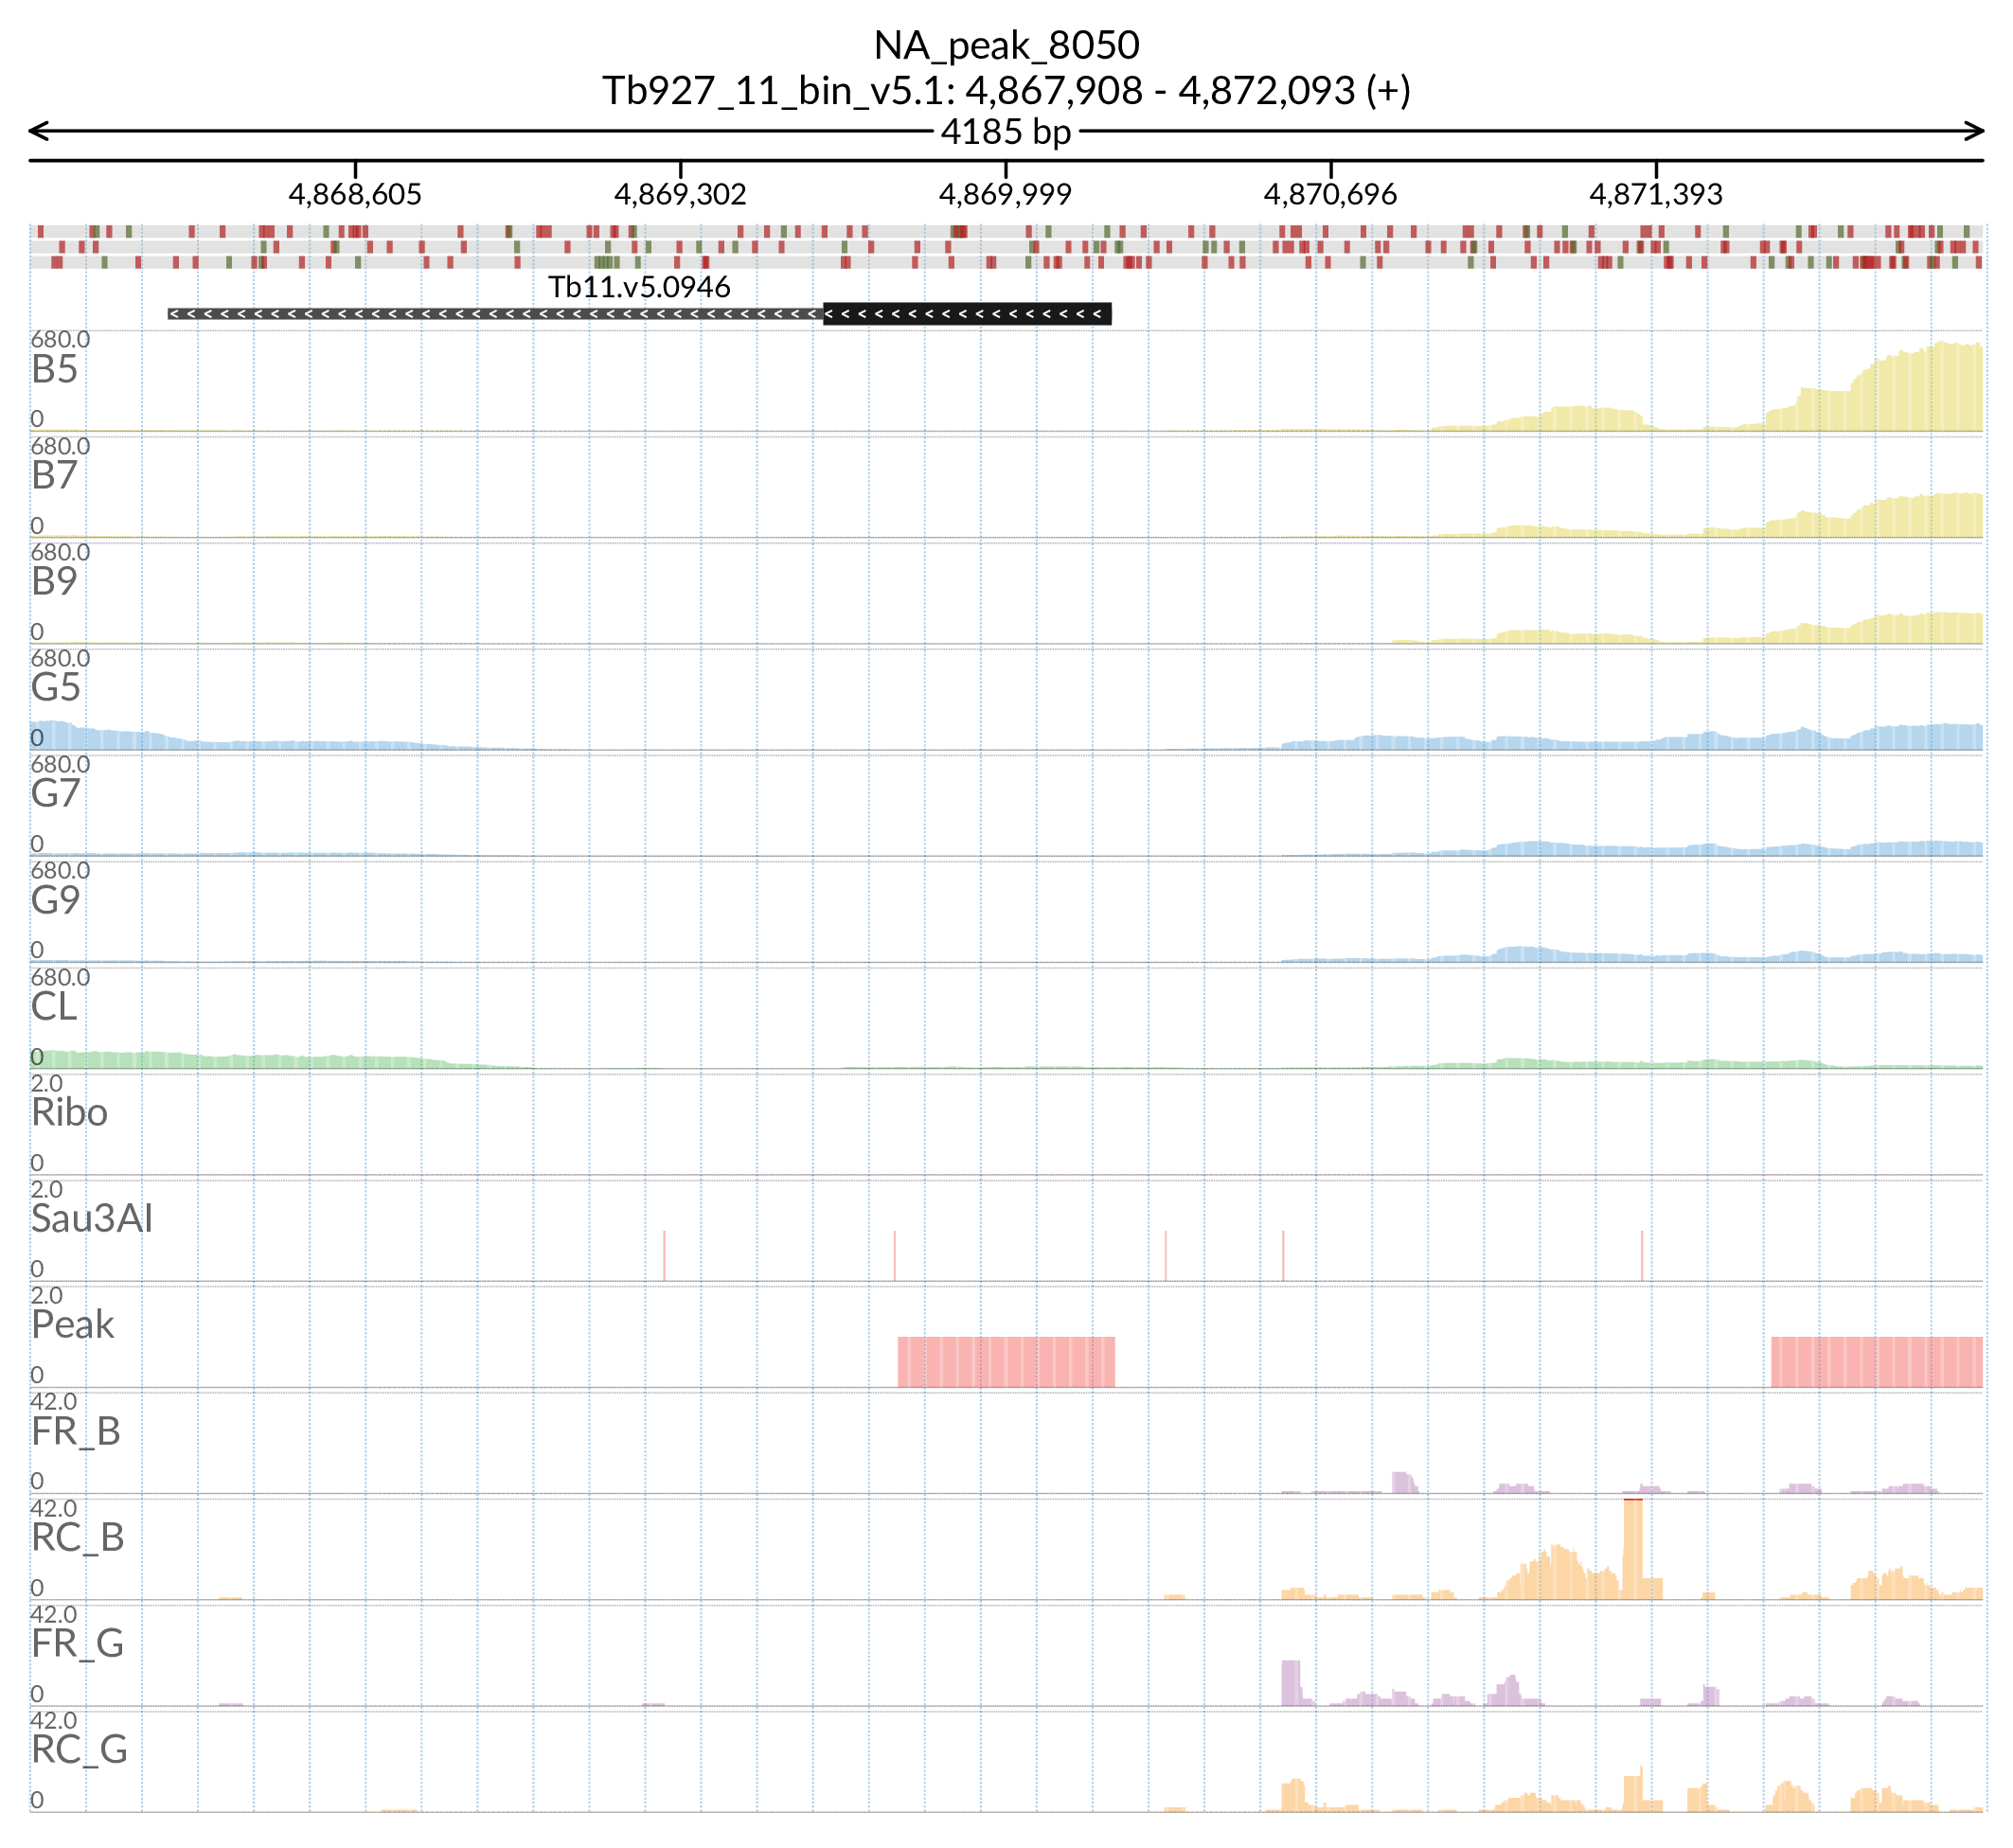 NA_peak_8050
Tb927_11_bin_v5.1: 4,867,908 - 4,872,093 (+)
4185 bp
4,868,605 4,869,302 4,869,999 4,870,696 4,871,393
Tb11.v5.0946
680.0
B5
0
680.0
B7
0
680.0
B9
0
680.0
G5
0
680.0
G7
0
680.0
G9
0
680.0
CL
0
2.0
Ribo
0
2.0
Sau3AI
0
2.0
Peak
0
42.0
FR_B
0
42.0
RC_B
0
42.0
FR_G
0
42.0
RC_G
0